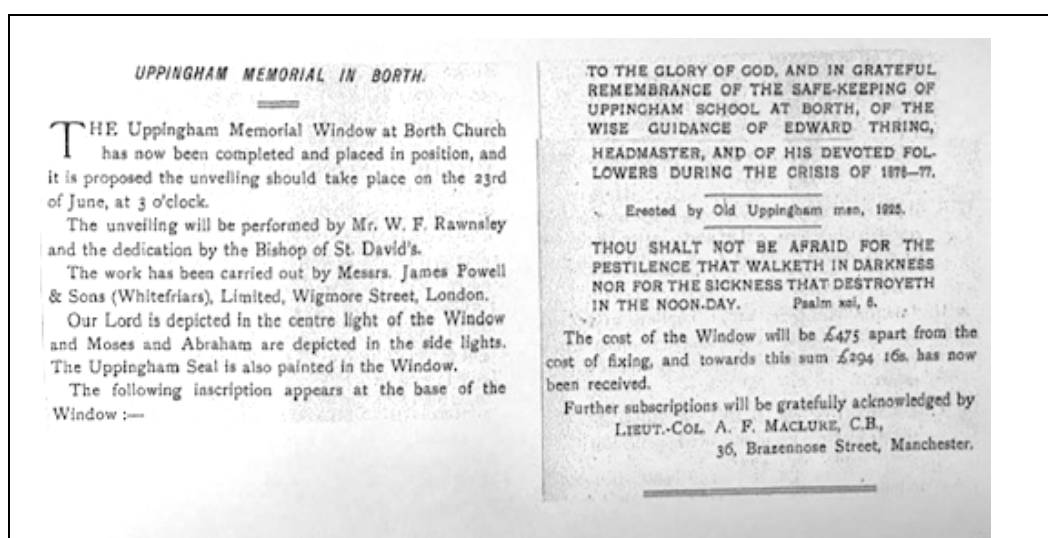 UPPINGHAM MEMORIAL IN BORTH.
THE Uppingham Memorial Window at Borth Church
has now been completed and placed in position, and
it is proposed the unveiling should take place on the 23rd
of June, at 3 o'clock.
The unveiling will be performed by Mr. W. F. Rawnsley
and the dedication by the Bishop of St. David's.
The work has been carried out by Messrs. James Powell
& Sons (Whitefriars), Limited, Wigmore Street, London.
Our Lord is depicted in the centre light of the Window
and Moses and Abraham are depicted in the side lights.
The Uppingham Seal is also painted in the Window.
The following inscription appears at the base of the
Window :—
TO THE GLORY OF GOD, AND IN GRATEFUL
REMEMBRANCE OF THE SAFE-KEEPING OF
UPPINGHAM SCHOOL AT BORTH, OF THE
WISE GUIDANCE OF EDWARD THRING,
HEADMASTER, AND OF HIS DEVOTED FOL-
LOWERS DURING THE CRISIS OF 1876—77.
Erected by Old Uppingham men, 1925.
THOU SHALT NOT BE AFRAID FOR THE
PESTILENCE THAT WALKETH IN DARKNESS
NOR FOR THE SICKNESS THAT DESTROYETH
IN THE NOON-DAY. Psalm xci, 6.
The cost of the Window will be £475 apart from the
cost of fixing, and towards this sum £294 16s. has now
been received.
Further subscriptions will be gratefully acknowledged by
LIEUT.-COL. A. F. MACLURE, C.B.,
36, Brazennose Street, Manchester.